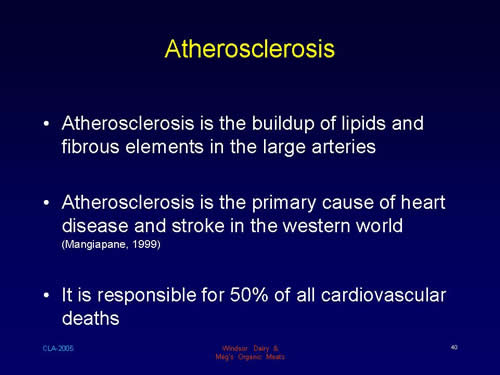 Atherosclerosis
• Atherosclerosis is the buildup of lipids and
fibrous elements in the large arteries
• Atherosclerosis is the primary cause of heart
disease and stroke in the western world
(Mangiapane, 1999)
• It is responsible for 50% of all cardiovascular
deaths
CLA-2005
Windsor Dairy &
Meg's Organic Meats
40